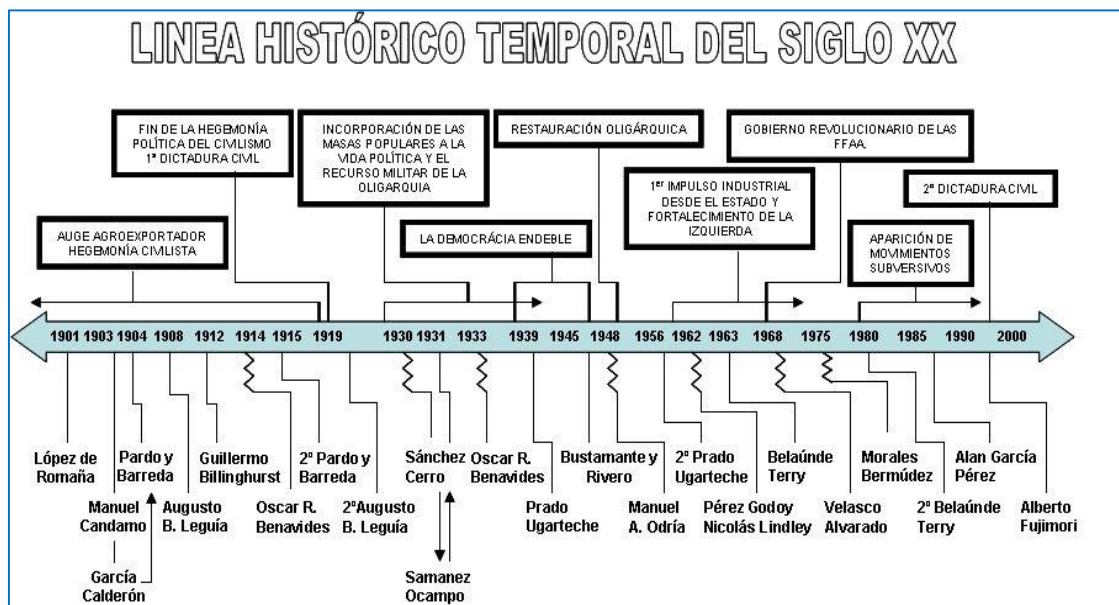 LINEA HISTÓRICO TEMPORAL DEL SIGLO XX
FIN DE LA HEGEMONÍA
POLÍTICA DEL CIVILISMO
1ª DICTADURA CIVIL
INCORPORACIÓN DE LAS
MASAS POPULARES A LA
VIDA POLÍTICA Y EL
RECURSO MILITAR DE LA
OLIGARQUIA
RESTAURACIÓN OLIGÁRQUICA
GOBIERNO REVOLUCIONARIO DE LAS
FFAA.
1er IMPULSO INDUSTRIAL
DESDE EL ESTADO Y
FORTALECIMIENTO DE LA
IZQUIERDA
2ª DICTADURA CIVIL
AUGE AGROEXPORTADOR
HEGEMONÍA CIVILISTA
LA DEMOCRÁCIA ENDEBLE
APARICIÓN DE
MOVIMIENTOS
SUBVERSIVOS
1901 1903 1904 1908 1912 1914 1915 1919 1930 1931 1933 1939 1945 1948 1956 1962 1963 1968 1975 1980 1985 1990 2000
López de
Romaña
Pardo y
Barreda
Guillermo
Billinghurst
2º Pardo y
Barreda
Sánchez
Cerro
Oscar R.
Benavides
Bustamante y
Rivero
2º Prado
Ugarteche
Belaúnde
Terry
Morales
Bermúdez
Alan García
Pérez
Manuel
Candamo
Augusto
B. Leguía
Oscar R.
Benavides
2ºAugusto
B. Leguía
Prado
Ugarteche
Manuel
A. Odría
Pérez Godoy
Nicolás Lindley
Velasco
Alvarado
2º Belaúnde
Terry
Alberto
Fujimori
García
Calderón
Samanez
Ocampo